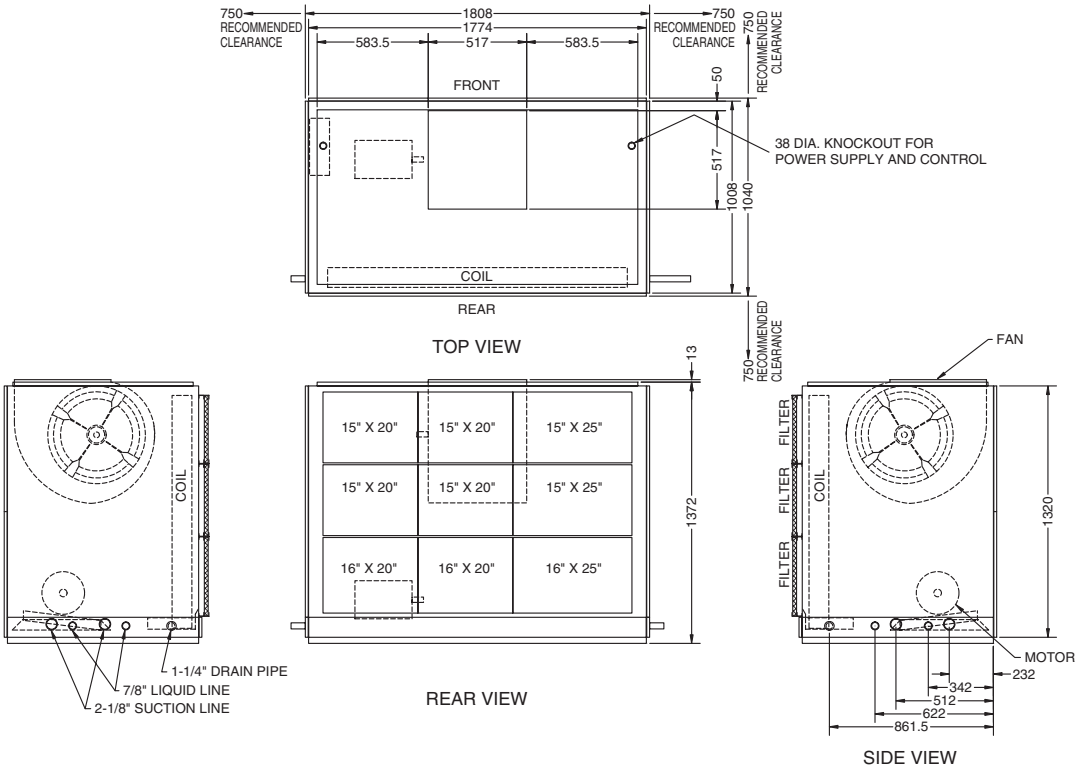 750
RECOMMENDED
CLEARANCE
1808
1774
583.5
517
583.5
750
RECOMMENDED
CLEARANCE
750
RECOMMENDED
CLEARANCE
FRONT
50
517
1008
1040
38 DIA. KNOCKOUT FOR
POWER SUPPLY AND CONTROL
COIL
REAR
750
RECOMMENDED
CLEARANCE
TOP VIEW
COIL
1-1/4" DRAIN PIPE
7/8" LIQUID LINE
2-1/8" SUCTION LINE
13
15" X 20"
15" X 20"
15" X 25"
15" X 20"
15" X 20"
15" X 25"
16" X 20"
16" X 20"
16" X 25"
1372
REAR VIEW
FAN
FILTER
FILTER
FILTER
COIL
1320
MOTOR
232
342
512
622
861.5
SIDE VIEW